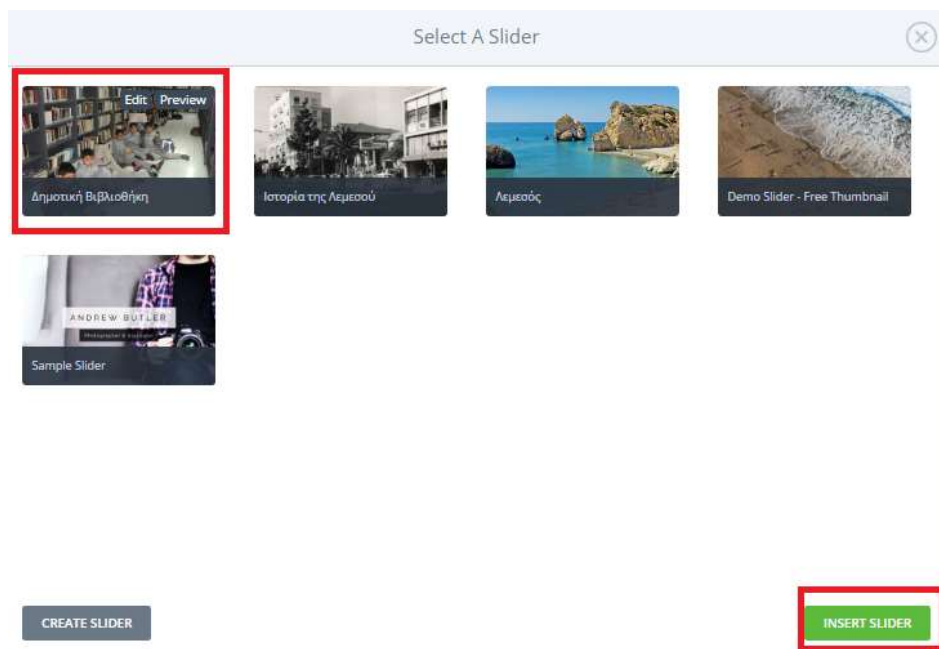 Select A Slider
Edit Preview
Δημοτική Βιβλιοθήκη
Ιστορία της Λεμεσού
Λεμεσός
Demo Slider - Free Thumbnail
ANDREW BUTLER
Sample Slider
CREATE SLIDER
INSERT SLIDER